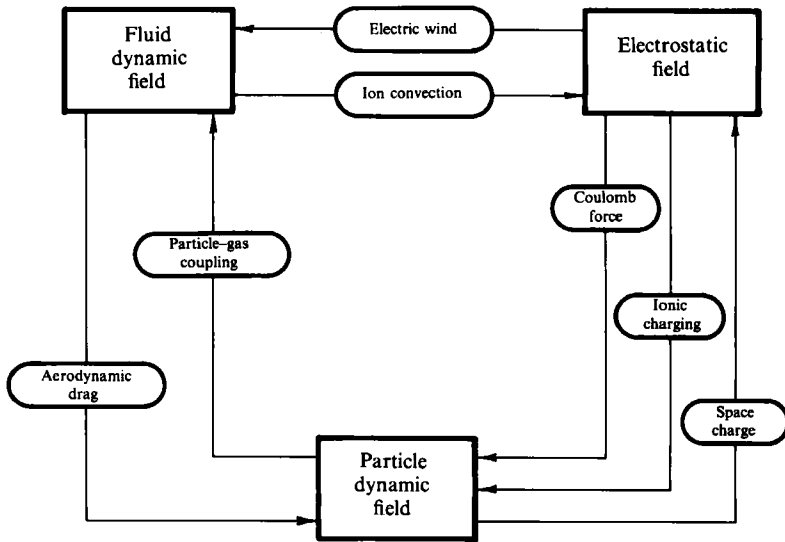 Fluid
dynamic
field
Electric wind
Ion convection
Electrostatic
field
Coulomb
force
Particle–gas
coupling
Ionic
charging
Aerodynamic
drag
Space
charge
Particle
dynamic
field